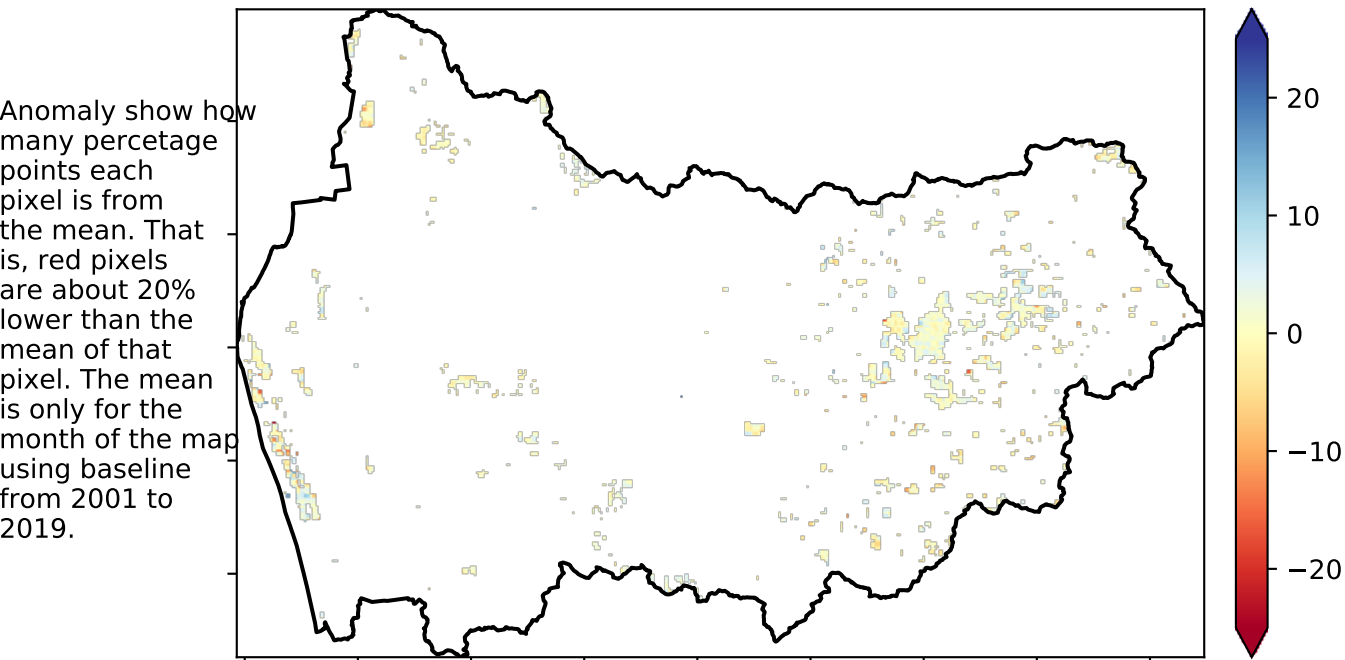 Anomaly show how
many percetage
points each
pixel is from
the mean. That
is, red pixels
are about 20%
lower than the
mean of that
pixel. The mean
is only for the
month of the map
using baseline
from 2001 to
2019.
20
10
0
−10
−20